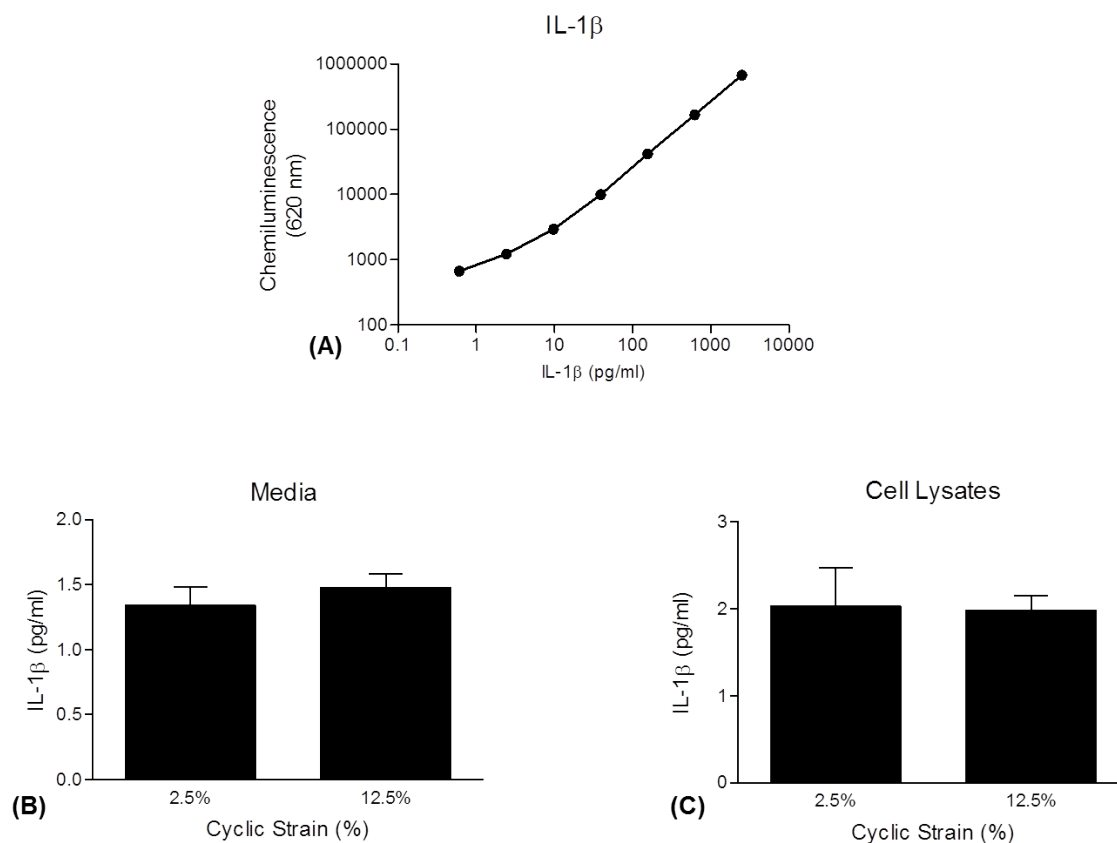 IL-1β
1000000
100000
10000
1000
100
Chemiluminescence
(620 nm)
0.1 1 10 100 1000 10000
IL-1β (pg/ml)
(A)
Media
2.0
1.5
1.0
0.5
0.0
IL-1β (pg/ml)
2.5% 12.5%
Cyclic Strain (%)
(B)
Cell Lysates
3
2
1
0
IL-1β (pg/ml)
2.5% 12.5%
Cyclic Strain (%)
(C)